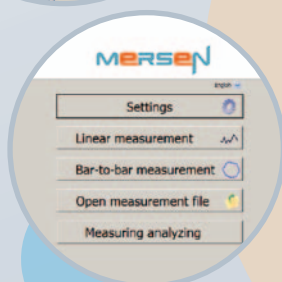 MERSEN
English
Settings
Linear measurement
Bar-to-bar measurement
Open measurement file
Measuring analyzing